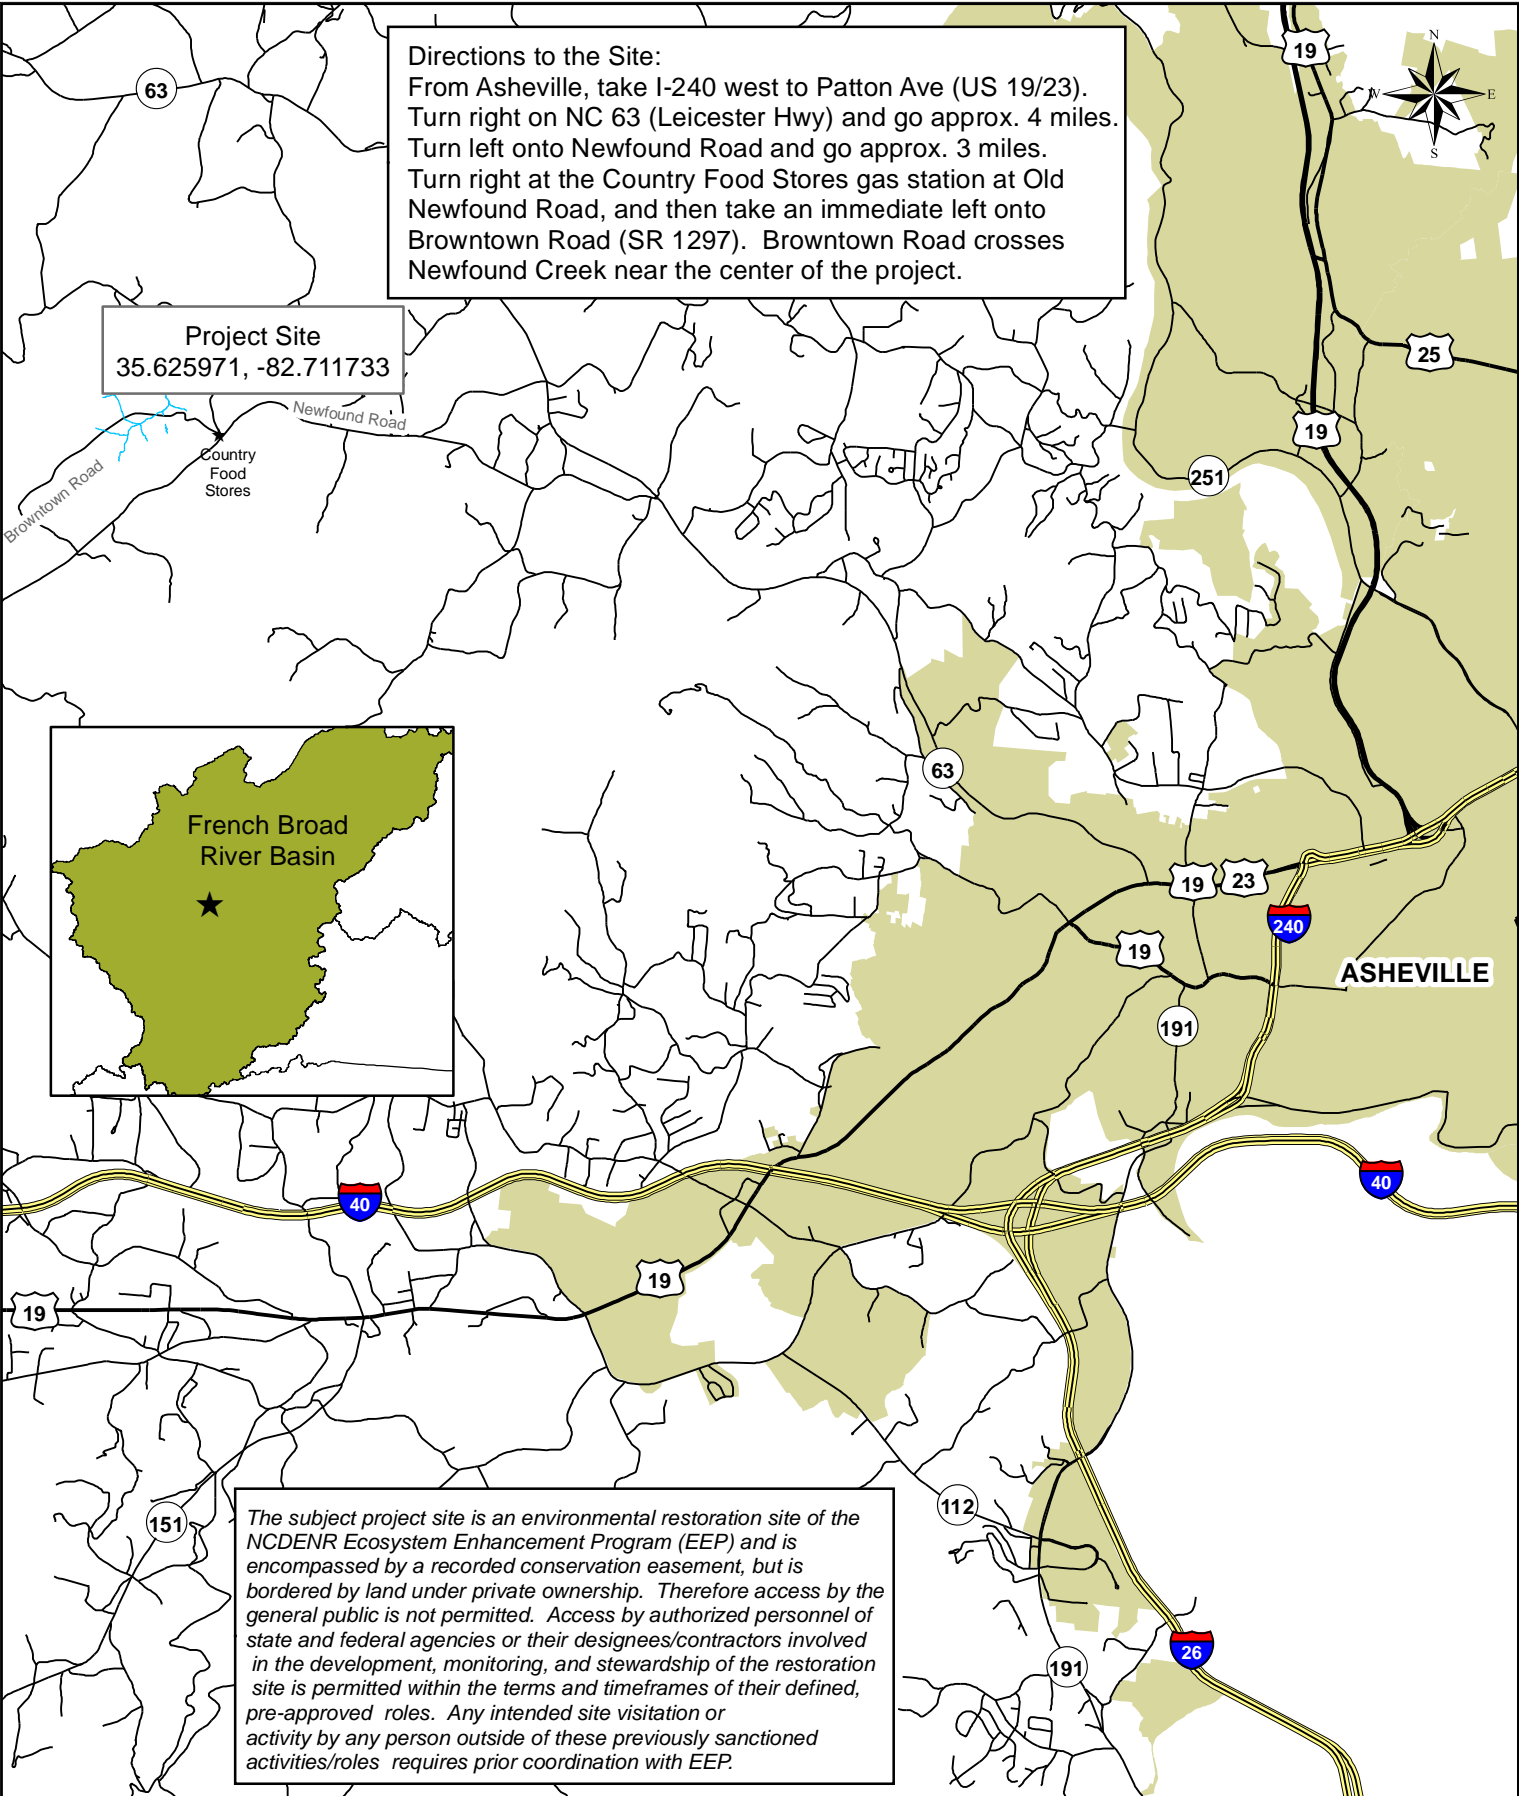 Directions to the Site:
From Asheville, take I-240 west to Patton Ave (US 19/23).
Turn right on NC 63 (Leicester Hwy) and go approx. 4 miles.
Turn left onto Newfound Road and go approx. 3 miles.
Turn right at the Country Food Stores gas station at Old
Newfound Road, and then take an immediate left onto
Browntown Road (SR 1297).  Browntown Road crosses
Newfound Creek near the center of the project.
63
19
N
W
E
S
Project Site
35.625971, -82.711733
25
Newfound Road
19
Country
Food
Stores
251
Browntown Road
63
French Broad
River Basin
19
23
240
19
ASHEVILLE
191
40
40
19
19
112
151
The subject project site is an environmental restoration site of the
NCDENR Ecosystem Enhancement Program (EEP) and is
encompassed by a recorded conservation easement, but is
bordered by land under private ownership.  Therefore access by the
general public is not permitted.  Access by authorized personnel of
state and federal agencies or their designees/contractors involved
in the development, monitoring, and stewardship of the restoration
site is permitted within the terms and timeframes of their defined,
pre-approved  roles.  Any intended site visitation or
activity by any person outside of these previously sanctioned
activities/roles  requires prior coordination with EEP.
26
191